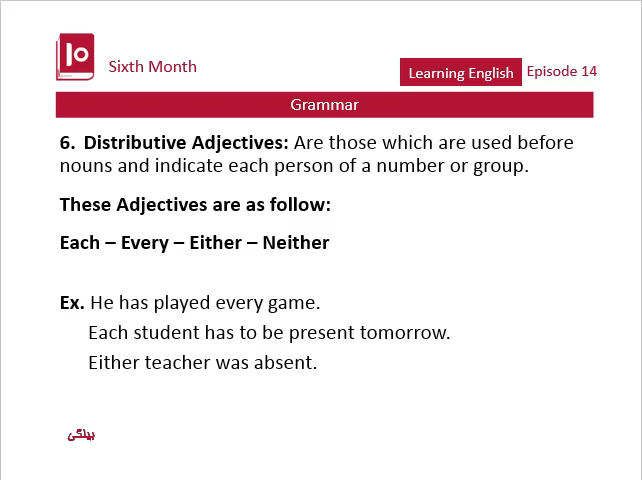 Sixth Month
Learning English Episode 14
Grammar
6. Distributive Adjectives: Are those which are used before
nouns and indicate each person of a number or group.
These Adjectives are as follow:
Each – Every – Either – Neither
Ex. He has played every game.
Each student has to be present tomorrow.
Either teacher was absent.